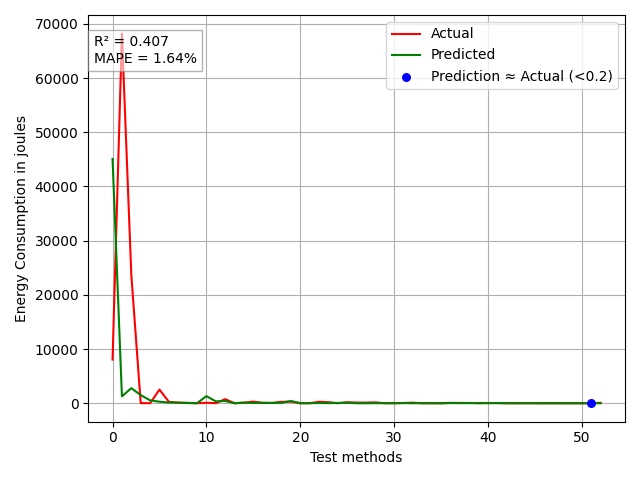 R² = 0.407
MAPE = 1.64%
Actual
Predicted
Prediction ≈ Actual (<0.2)
Energy Consumption in joules
70000
60000
50000
40000
30000
20000
10000
0
0 10 20 30 40 50
Test methods